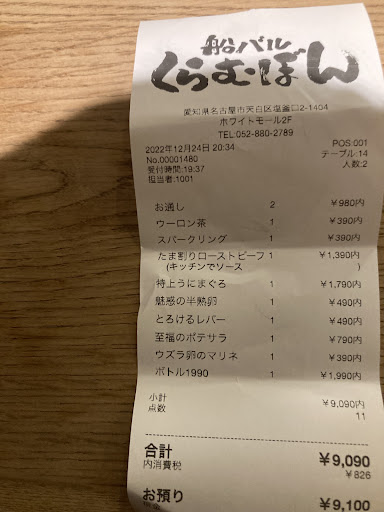 船バル
くらむぼん
愛知県名古屋市天白区塩釜口2-1404
ホワイトモール2F
TEL:052-880-2789
2022年12月24日 20:34 POS:001
No.00001480 テーブル:14
受付時間:19:37 人数:2
担当者:1001
お通し 2 ¥980内
ウーロン茶 1 ¥390内
スパークリング 1 ¥390内
たま割りローストビーフ 1 ¥1,390内
(キッチンでソース )
特上うにまぐろ 1 ¥1,790内
魅惑の半熟卵 1 ¥490内
とろけるレバー 1 ¥490内
至福のポテサラ 1 ¥790内
ウズラ卵のマリネ 1 ¥390内
ボトル1990 1 ¥1,990内
小計 ¥9,090内
点数 11
合計 ¥9,090
内消費税 ¥826
お預り ¥9,100